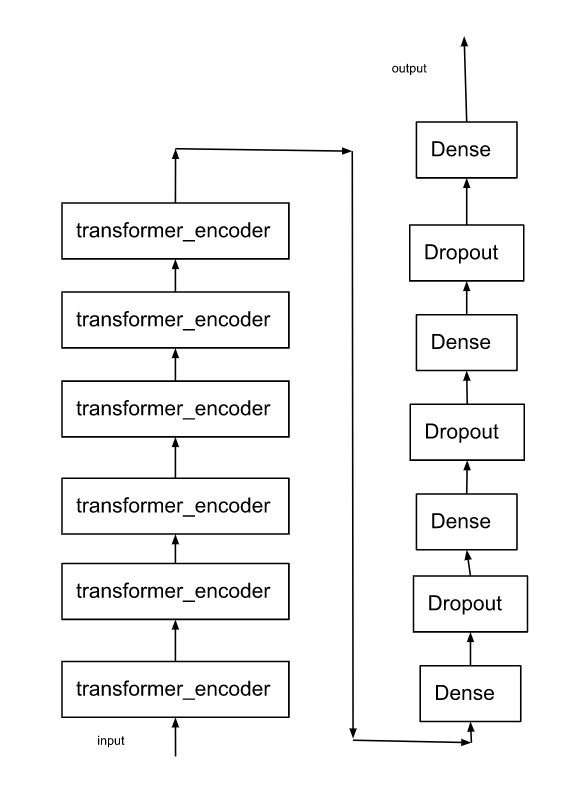 output
Dense
Dropout
Dense
Dropout
Dense
Dropout
Dense
transformer_encoder
transformer_encoder
transformer_encoder
transformer_encoder
transformer_encoder
transformer_encoder
input